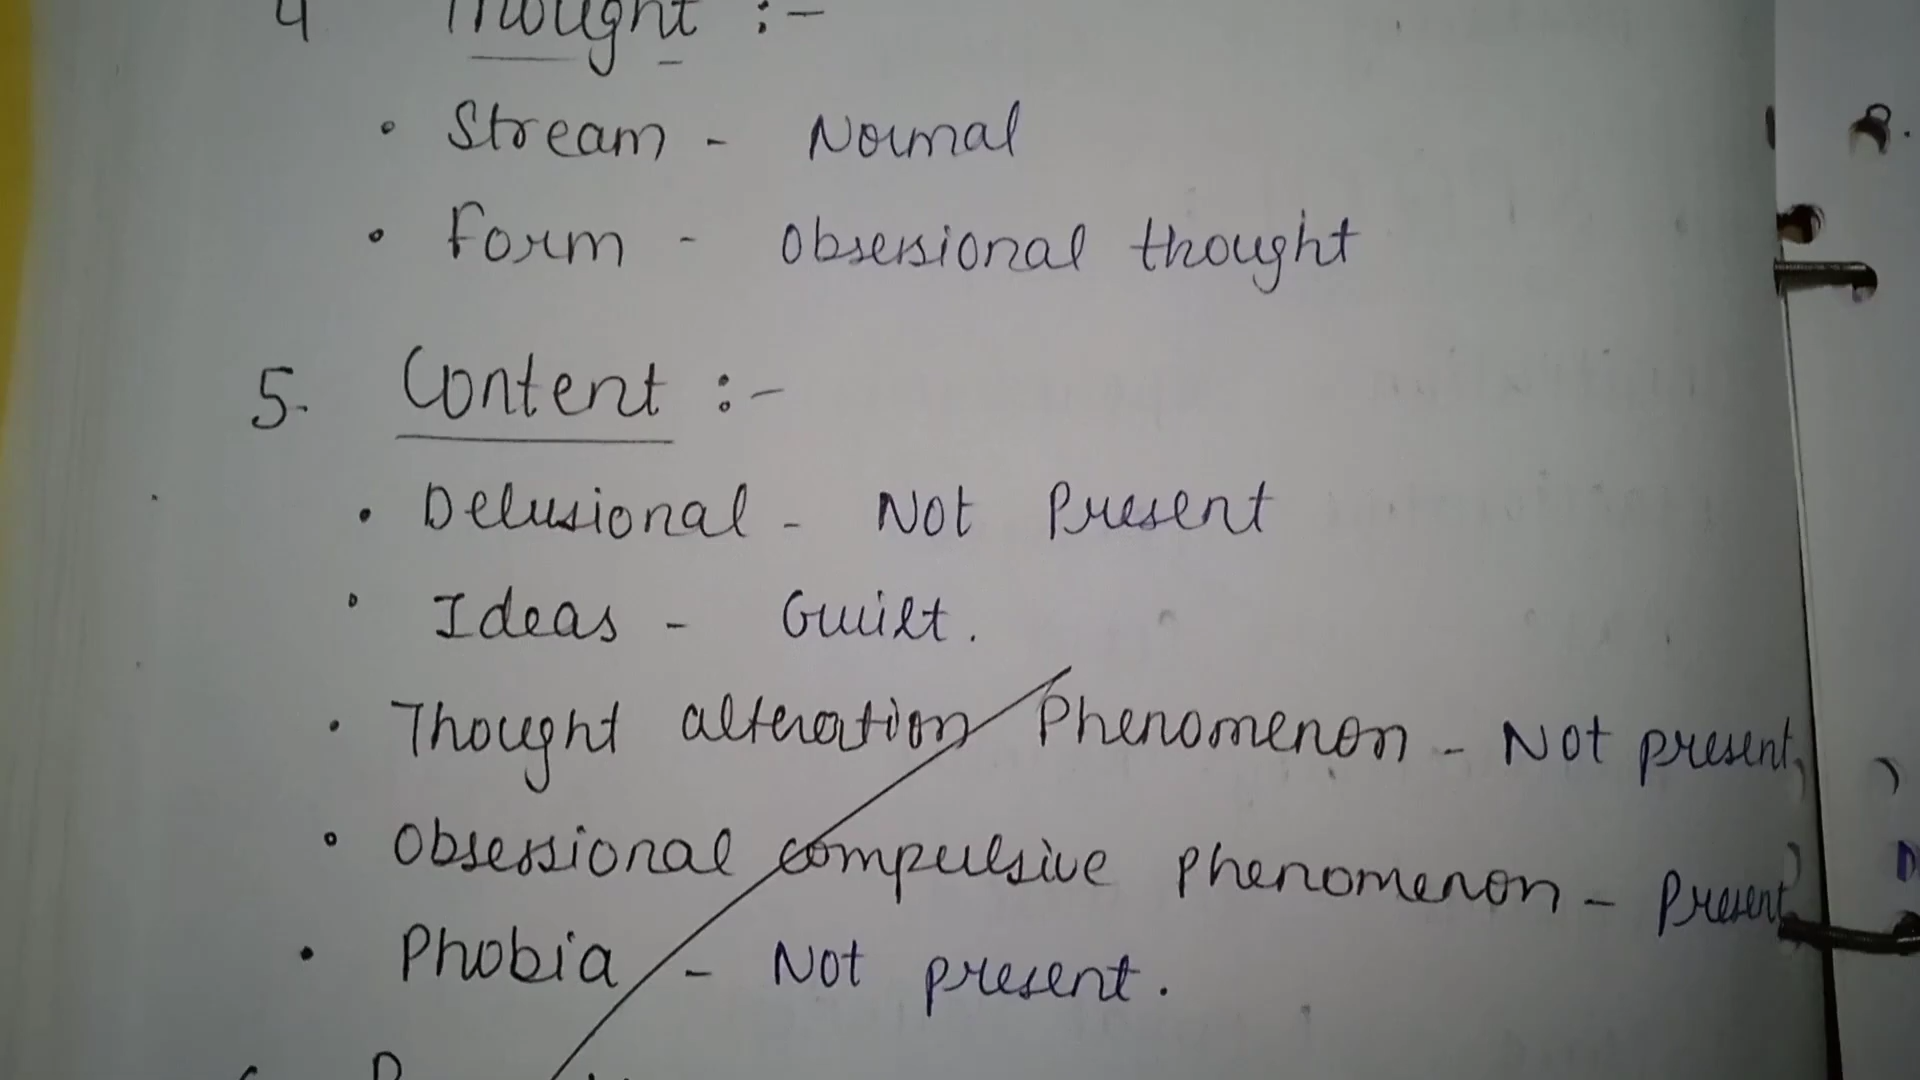 4 Thought :-
• Stream - Normal
• Form - Obsessional thought
5. Content :-
• Delusional - Not Present
• Ideas - Guilt.
• Thought alteration Phenomenon - Not present
• Obsessional compulsive phenomenon - Present
• Phobia - Not present.